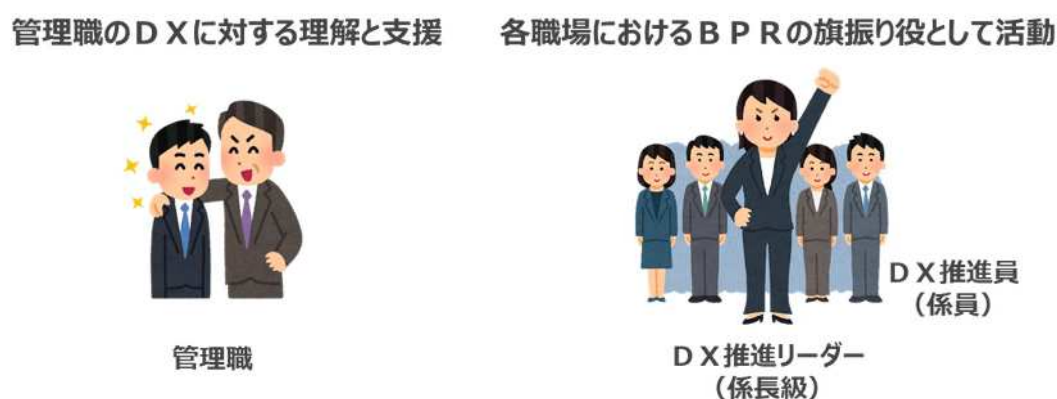 管理職のＤＸに対する理解と支援
各職場におけるＢＰＲの旗振り役として活動
ＤＸ推進員
（係員）
管理職
ＤＸ推進リーダー
（係長級）